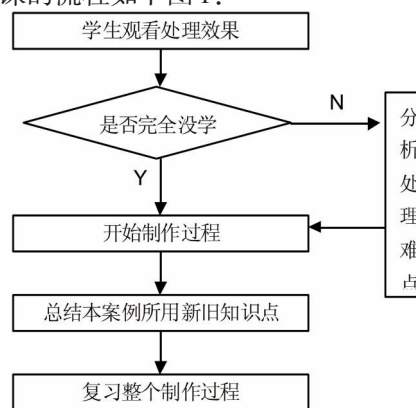 课的流程如下图1：
学生观看处理效果
是否完全没学
N
分
析
处
理
难
点
Y
开始制作过程
总结本案例所用新旧知识点
复习整个制作过程